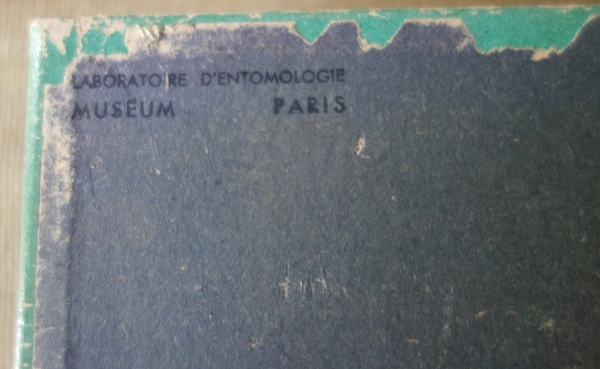 LABORATOIRE D'ENTOMOLOGIE
MUSEUM PARIS